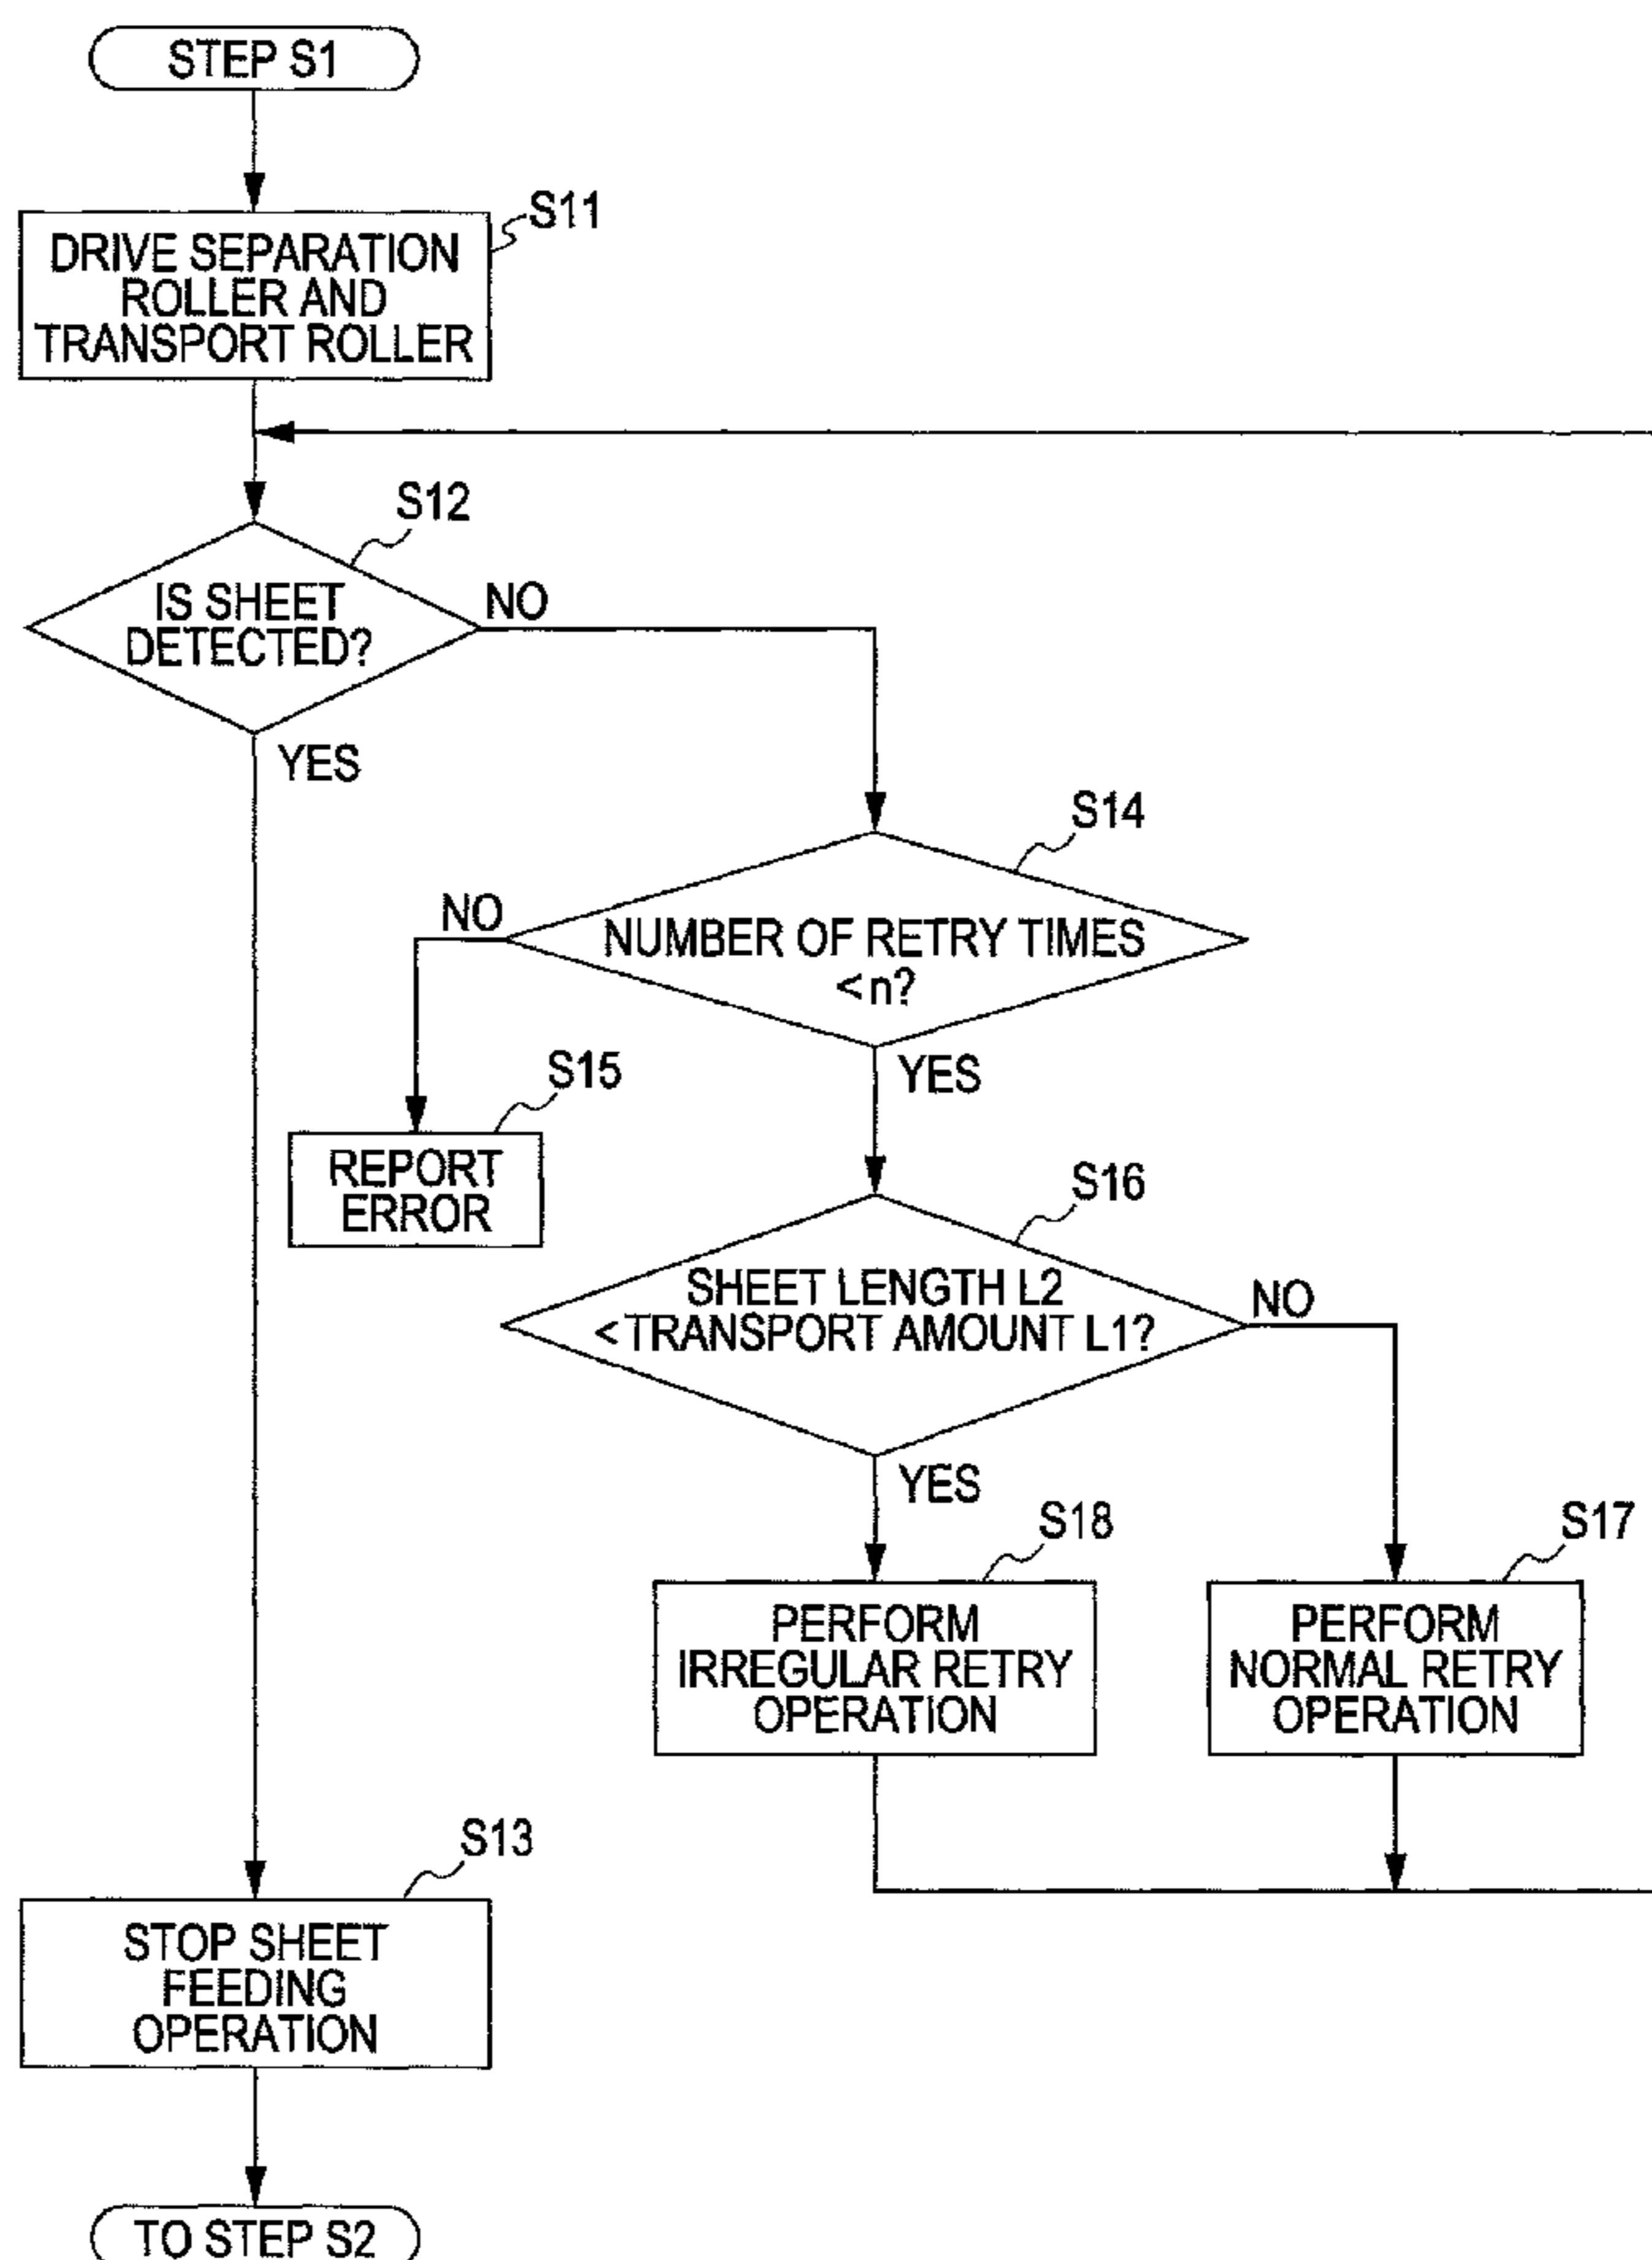 STEP S1
S11
DRIVE SEPARATION
ROLLER AND
TRANSPORT ROLLER
S12
IS SHEET
DETECTED?
NO
YES
S14
NO
NUMBER OF RETRY TIMES
<n?
YES
S15
REPORT
ERROR
S16
SHEET LENGTH L2
<TRANSPORT AMOUNT L1?
NO
YES
S18
PERFORM
IRREGULAR RETRY
OPERATION
S17
PERFORM
NORMAL RETRY
OPERATION
S13
STOP SHEET
FEEDING
OPERATION
TO STEP S2